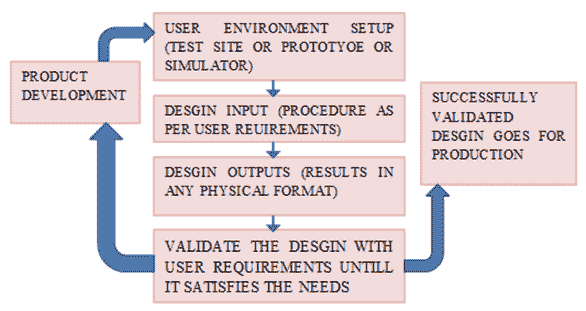 USER ENVIRONMENT SETUP
(TEST SITE OR PROTOTYOE OR
SIMULATOR)
PRODUCT
DEVELOPMENT
DESGIN INPUT (PROCEDURE AS
PER USER REUIREMENTS)
SUCCESSFULLY
VALIDATED
DESGIN GOES FOR
PRODUCTION
DESGIN OUTPUTS (RESULTS IN
ANY PHYSICAL FORMAT)
VALIDATE THE DESGIN WITH
USER REQUIREMENTS UNTILL
IT SATISFIES THE NEEDS